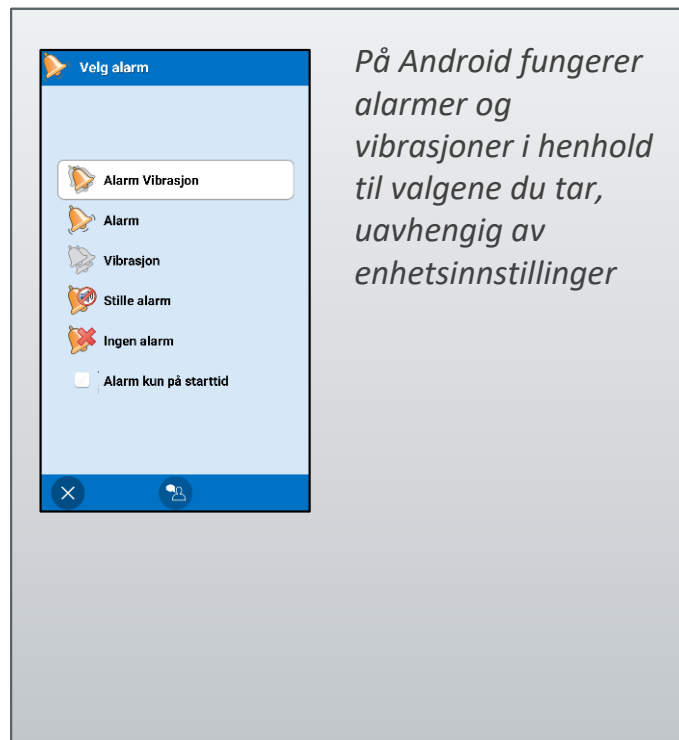 Velg alarm
Alarm Vibrasjon
Alarm
Vibrasjon
Stille alarm
Ingen alarm
Alarm kun på starttid
På Android fungerer
alarmer og
vibrasjoner i henhold
til valgene du tar,
uavhengig av
enhetsinnstillinger